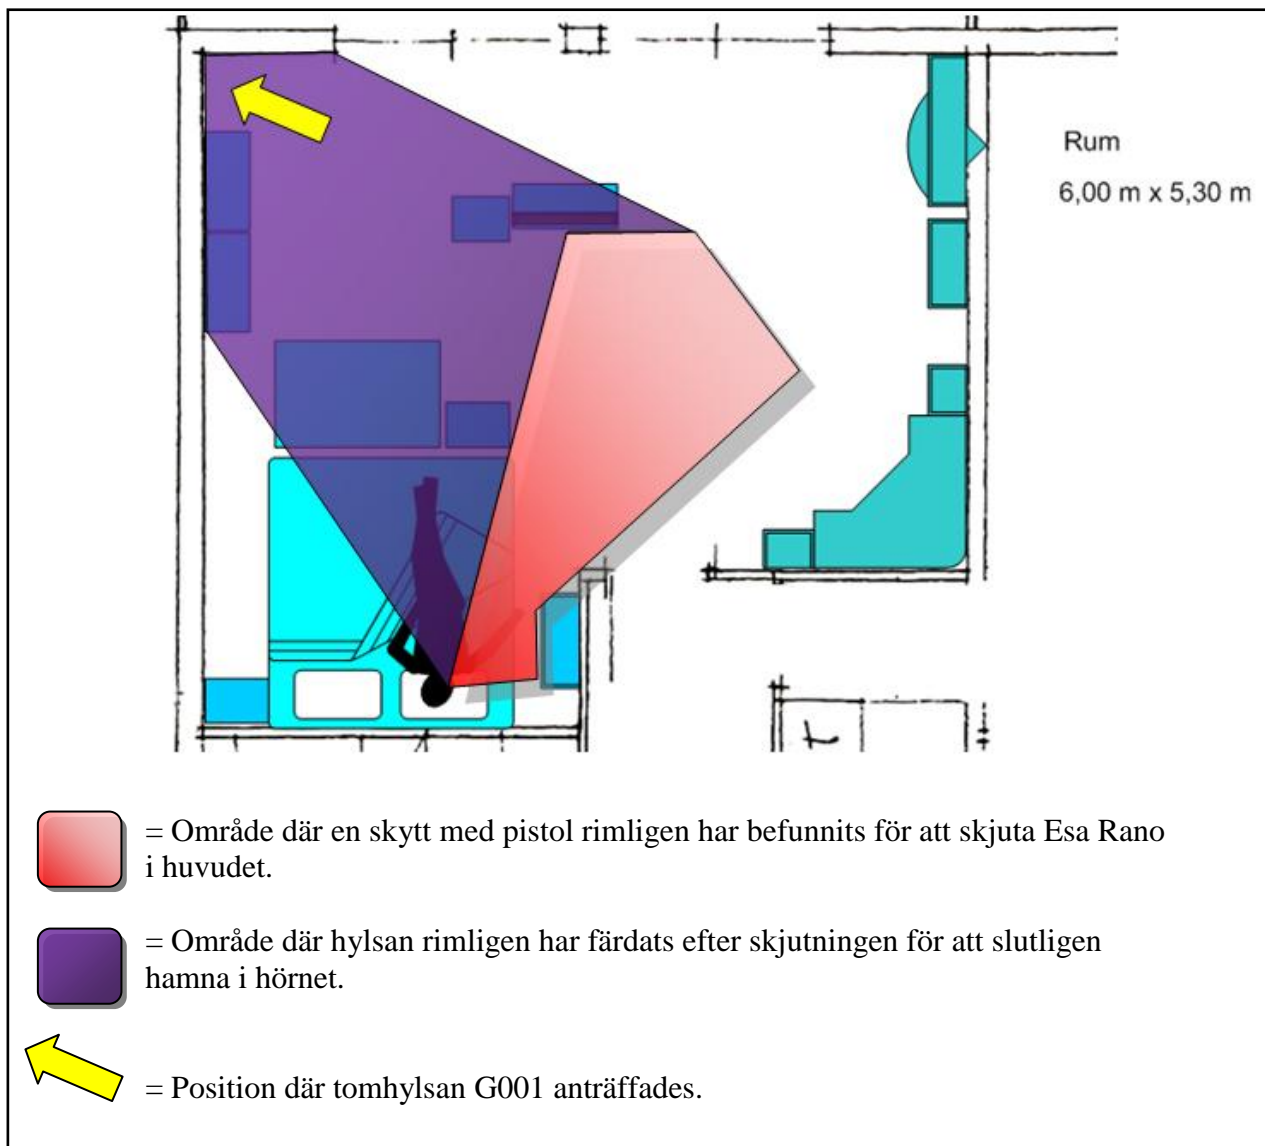 Rum
6,00 m x 5,30 m
= Område där en skytt med pistol rimligen har befunnits för att skjuta Esa Rano
i huvudet.
= Område där hylsan rimligen har färdats efter skjutningen för att slutligen
hamna i hörnet.
= Position där tomhylsan G001 anträffades.